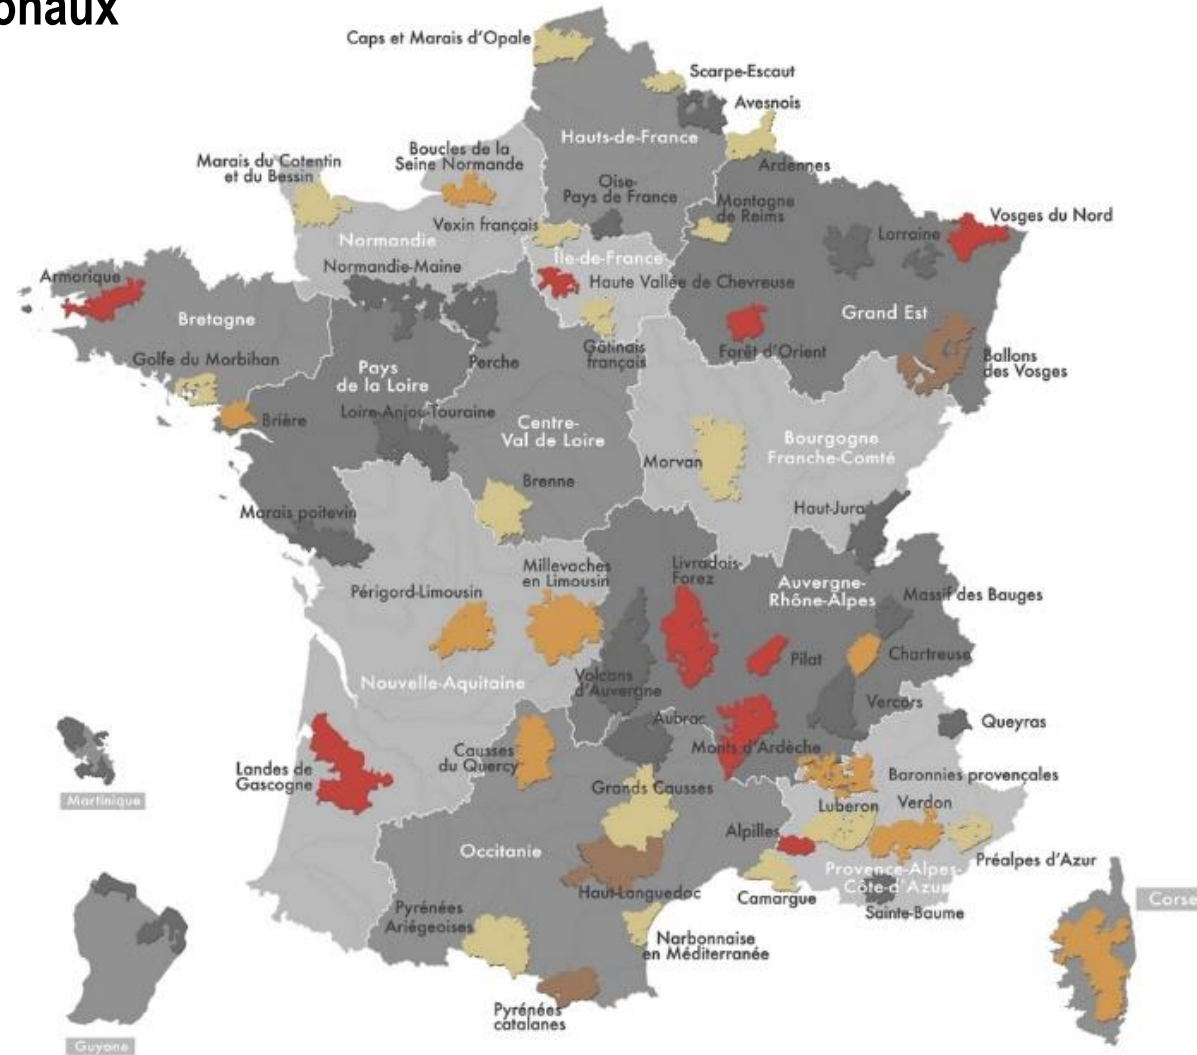 onaux
Caps et Marais d'Opale
Scarpe-Escaut
Avesnois
Hauts-de-France
Ardennes
Boucles de la
Seine Normande
Marais du Cotentin
et du Bessin
Oise-
Pays de France
Montagne
de Reims
Vosges du Nord
Vexin français
Lorraine
Normandie
Île-de-France
Normandie-Maine
Haute Vallée de Chevreuse
Armorique
Bretagne
Grand Est
Golfe du Morbihan
Perche
Gâtinais
français
Forêt d'Orient
Ballons
des Vosges
Pays
de la Loire
Brière
Loire-Anjou-Touraine
Centre-
Val de Loire
Bourgogne
Franche-Comté
Morvan
Brenne
Haut-Jura
Marais poitevin
Millevaches
en Limousin
Livradois-
Forez
Périgord-Limousin
Auvergne-
Rhône-Alpes
Massif des Bauges
Pilat
Chartreuse
Volcans
d'Auvergne
Nouvelle-Aquitaine
Vercors
Aubrac
Queyras
Causses
du Quercy
Monts d'Ardèche
Landes de
Gascogne
Grands Causses
Baronnies provençales
Martinique
Luberon
Verdon
Alpilles
Occitanie
Préalpes d'Azur
Provence-Alpes-
Côte-d'Azur
Haut-Languedoc
Camargue
Sainte-Baume
Corse
Pyrénées
Ariégeoises
Narbonnaise
en Méditerranée
Pyrénées
catalanes
Guyane